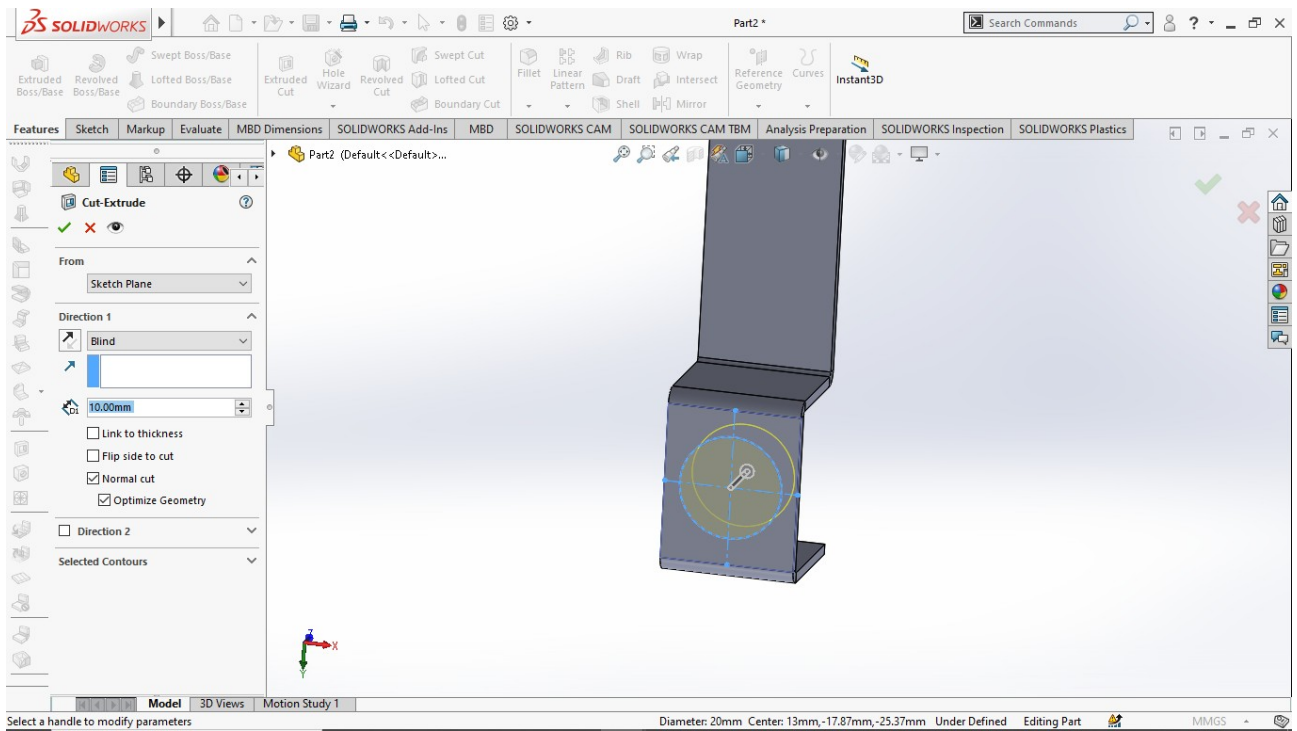 SOLIDWORKS
Part2 *
Search Commands
?
Extruded Boss/Base
Revolved Boss/Base
Swept Boss/Base
Lofted Boss/Base
Boundary Boss/Base
Extruded Cut
Hole Wizard
Revolved Cut
Swept Cut
Lofted Cut
Boundary Cut
Fillet
Linear Pattern
Rib
Draft
Shell
Wrap
Intersect
Mirror
Reference Geometry
Curves
Instant3D
Features Sketch Markup Evaluate MBD Dimensions SOLIDWORKS Add-Ins MBD SOLIDWORKS CAM SOLIDWORKS CAM TBM Analysis Preparation SOLIDWORKS Inspection SOLIDWORKS Plastics
Part2 (Default<<Default>...
Cut-Extrude
From
Sketch Plane
Direction 1
Blind
D1
10.00mm
Link to thickness
Flip side to cut
Normal cut
Optimize Geometry
Direction 2
Selected Contours
Z
X
Y
Model 3D Views Motion Study 1
Select a handle to modify parameters
Diameter: 20mm Center: 13mm,-17.87mm,-25.37mm Under Defined Editing Part MMGS